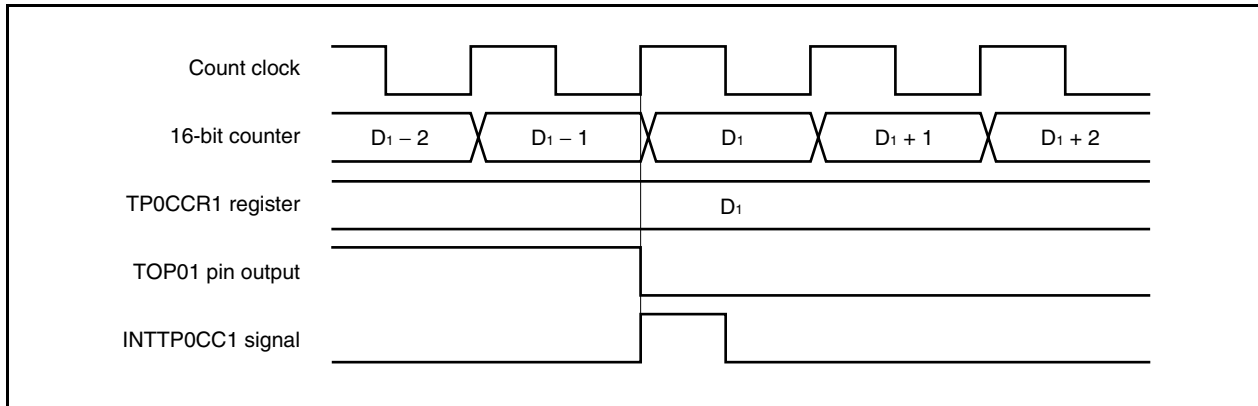 Count clock
16-bit counter
D₁ − 2 D₁ − 1 D₁ D₁ + 1 D₁ + 2
TP0CCR1 register
D₁
TOP01 pin output
INTTP0CC1 signal